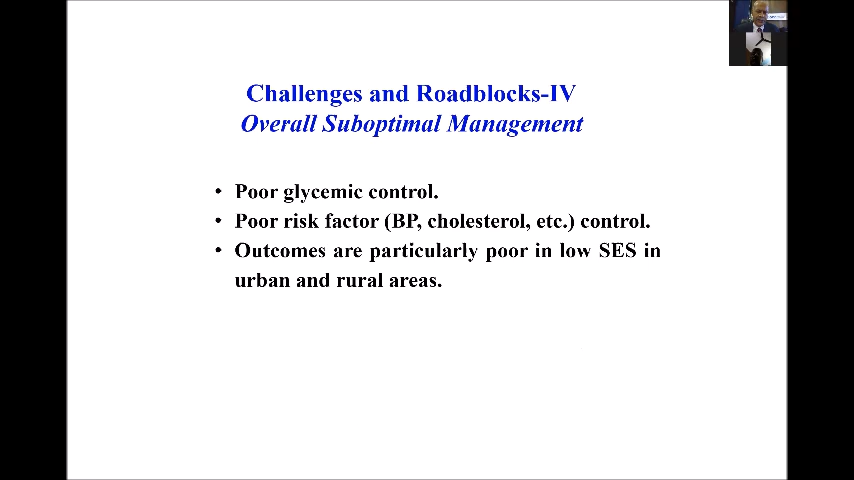 Challenges and Roadblocks-IV
Overall Suboptimal Management
• Poor glycemic control.
• Poor risk factor (BP, cholesterol, etc.) control.
• Outcomes are particularly poor in low SES in
urban and rural areas.